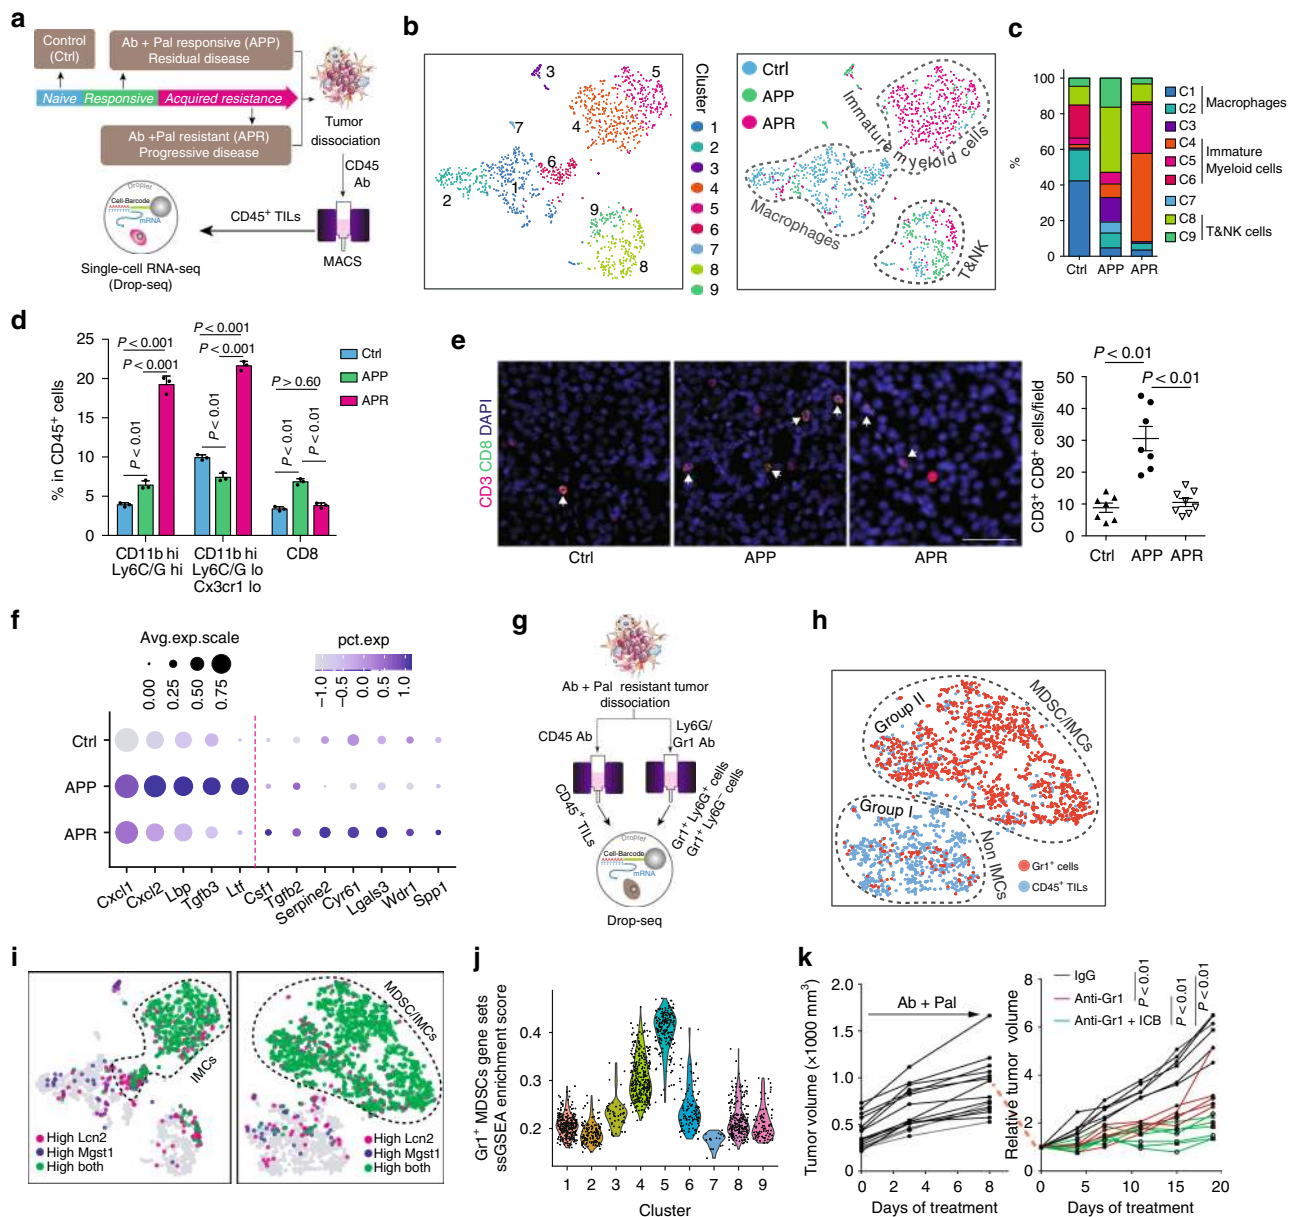 a
Control
(Ctrl)
Ab + Pal responsive (APP)
Residual disease
Naive
Responsive
Acquired resistance
Ab +Pal resistant (APR)
Progressive disease
Tumor
dissociation
CD45
Ab
MACS
CD45+ TILs
Droplet
Cell-Barcode
AAAAAAA
TTTTTTT
mRNA
Single-cell RNA-seq
(Drop-seq)
b
3
5
4
7
6
1
2
9
8
Cluster
1
2
3
4
5
6
7
8
9
Ctrl
APP
APR
Immature myeloid cells
Macrophages
T&NK
c
100
80
60
40
20
0
%
Ctrl
APP
APR
C1
C2
C3
C4
C5
C6
C7
C8
C9
Macrophages
Immature
Myeloid cells
T&NK cells
d
% in CD45+ cells
25
20
15
10
5
0
P < 0.001
P < 0.001
P < 0.01
P < 0.001
P < 0.001
P < 0.01
P > 0.60
P < 0.01
P < 0.01
Ctrl
APP
APR
CD11b hi
Ly6C/G hi
CD11b hi
Ly6C/G lo
Cx3cr1 lo
CD8
e
CD3 CD8 DAPI
Ctrl
APP
APR
CD3+ CD8+ cells/field
P < 0.01
P < 0.01
50
40
30
20
10
0
Ctrl
APP
APR
f
Avg.exp.scale
0.00
0.25
0.50
0.75
pct.exp
−1.0
−0.5
0.0
0.5
1.0
Ctrl
APP
APR
Cxcl1
Cxcl2
Lbp
Tgfb3
Ltf
Csf1
Tgfb2
Serpine2
Cyr61
Lgals3
Wdr1
Spp1
g
Ab + Pal resistant tumor
dissociation
CD45 Ab
Ly6G/
Gr1 Ab
CD45+ TILs
Gr1+ Ly6G+ cells
Gr1+ Ly6G− cells
Droplet
Cell-Barcode
AAAAAAA
TTTTTTT
mRNA
Drop-seq
h
Group II
MDSC/IMCs
Group I
Non IMCs
Gr1+ cells
CD45+ TILs
i
IMCs
High Lcn2
High Mgst1
High both
MDSC/IMCs
High Lcn2
High Mgst1
High both
j
Gr1+ MDSCs gene sets
ssGSEA enrichment score
0.4
0.3
0.2
1
2
3
4
5
6
7
8
9
Cluster
k
Tumor volume (×1000 mm3)
2.0
1.5
1.0
0.5
0
Ab + Pal
0
4
8
Days of treatment
Relative tumor volume
8
6
4
2
0
IgG
Anti-Gr1
Anti-Gr1 + ICB
P < 0.01
P < 0.01
P < 0.01
0
5
10
15
20
Days of treatment